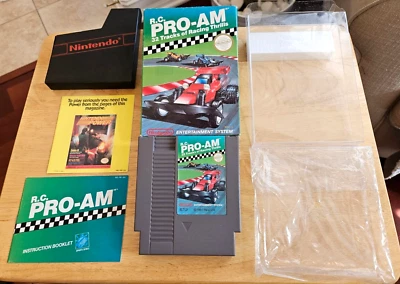 Nintendo
R.C.
PRO-AM
32 Tracks of Racing Thrills
ENTERTAINMENT SYSTEM
To play seriously you need the
Power from the pages of this
magazine.
R.C.
PRO-AM
INSTRUCTION BOOKLET
R.C.
PRO-AM